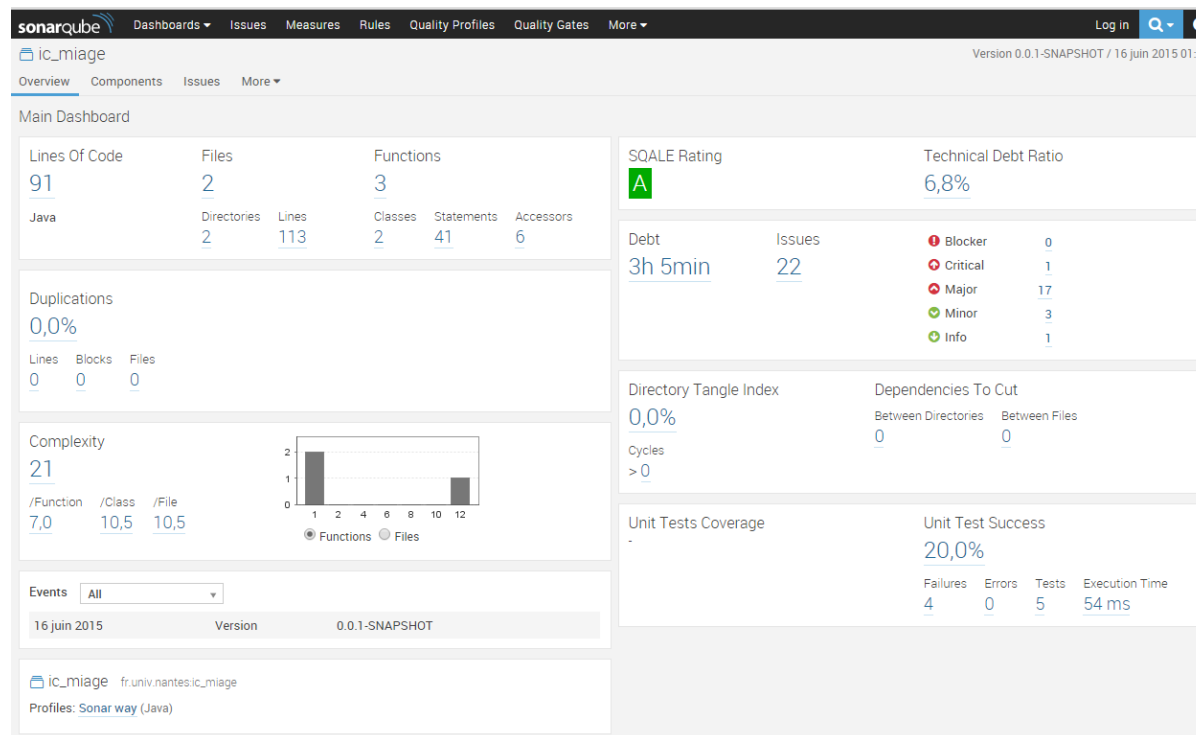 sonarqube Dashboards Issues Measures Rules Quality Profiles Quality Gates More Log in
ic_miage Version 0.0.1-SNAPSHOT / 16 juin 2015 01:
Overview Components Issues More
Main Dashboard
Lines Of Code Files Functions
91 2 3
Java Directories Lines Classes Statements Accessors
2 113 2 41 6
Duplications
0,0%
Lines Blocks Files
0 0 0
Complexity
21
/Function /Class /File
7,0 10,5 10,5
2
1
0
1 2 4 6 8 10 12
Functions Files
Events All
16 juin 2015 Version 0.0.1-SNAPSHOT
ic_miage fr.univ.nantes:ic_miage
Profiles: Sonar way (Java)
SQALE Rating Technical Debt Ratio
A 6,8%
Debt Issues
3h 5min 22
Blocker 0
Critical 1
Major 17
Minor 3
Info 1
Directory Tangle Index Dependencies To Cut
0,0% Between Directories Between Files
0 0
Cycles
> 0
Unit Tests Coverage Unit Test Success
- 20,0%
Failures Errors Tests Execution Time
4 0 5 54 ms